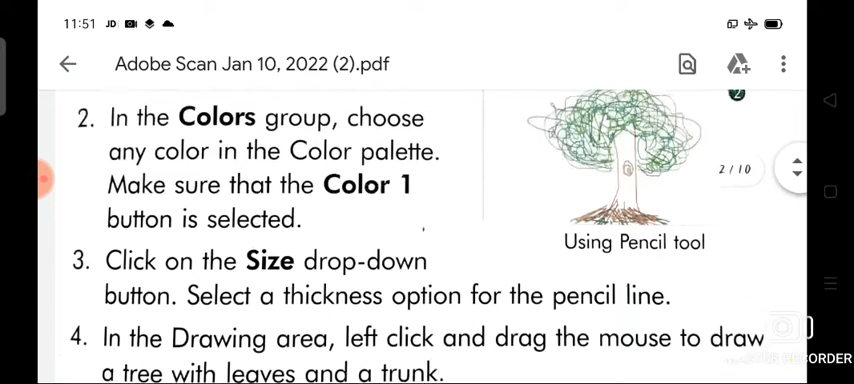 11:51 JD
Adobe Scan Jan 10, 2022 (2).pdf
2. In the Colors group, choose
any color in the Color palette.
Make sure that the Color 1
button is selected.
2
2 / 10
Using Pencil tool
3. Click on the Size drop-down
button. Select a thickness option for the pencil line.
4. In the Drawing area, left click and drag the mouse to draw
a tree with leaves and a trunk.
RECORDER